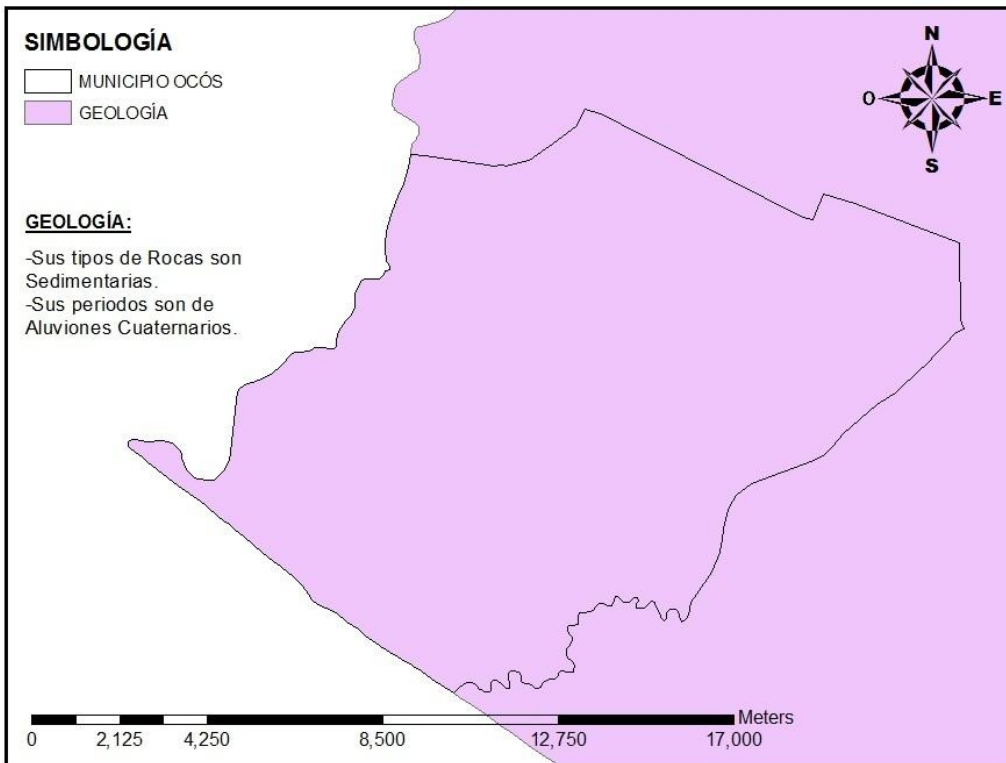 SIMBOLOGÍA
MUNICIPIO OCÓS
GEOLOGÍA
N
O
E
S
GEOLOGÍA:
-Sus tipos de Rocas son
Sedimentarias.
-Sus periodos son de
Aluviones Cuaternarios.
Meters
0 2,125 4,250 8,500 12,750 17,000